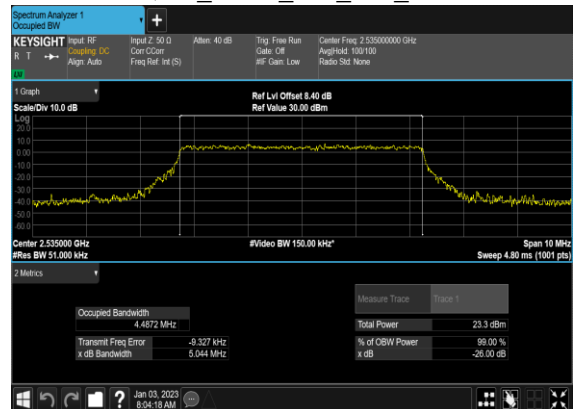 Spectrum Analyzer 1
Occupied BW
+
KEYSIGHT Input: RF Input Z: 50 Ω Atten: 40 dB Trig: Free Run Center Freq: 2.535000000 GHz
R T Coupling: DC Corr CCorr Gate: Off Avg|Hold: 100/100
Align: Auto Freq Ref: Int (S) #IF Gain: Low Radio Std: None
1 Graph
Scale/Div 10.0 dB Ref Lvl Offset 8.40 dB
Ref Value 30.00 dBm
Log
20.0
10.0
0.00
-10.0
-20.0
-30.0
-40.0
-50.0
-60.0
Center 2.535000 GHz #Video BW 150.00 kHz* Span 10 MHz
#Res BW 51.000 kHz Sweep 4.80 ms (1001 pts)
2 Metrics
Measure Trace Trace 1
Occupied Bandwidth
4.4872 MHz Total Power 23.3 dBm
Transmit Freq Error -9.327 kHz % of OBW Power 99.00 %
x dB Bandwidth 5.044 MHz x dB -26.00 dB
? Jan 03, 2023
8:04:18 AM